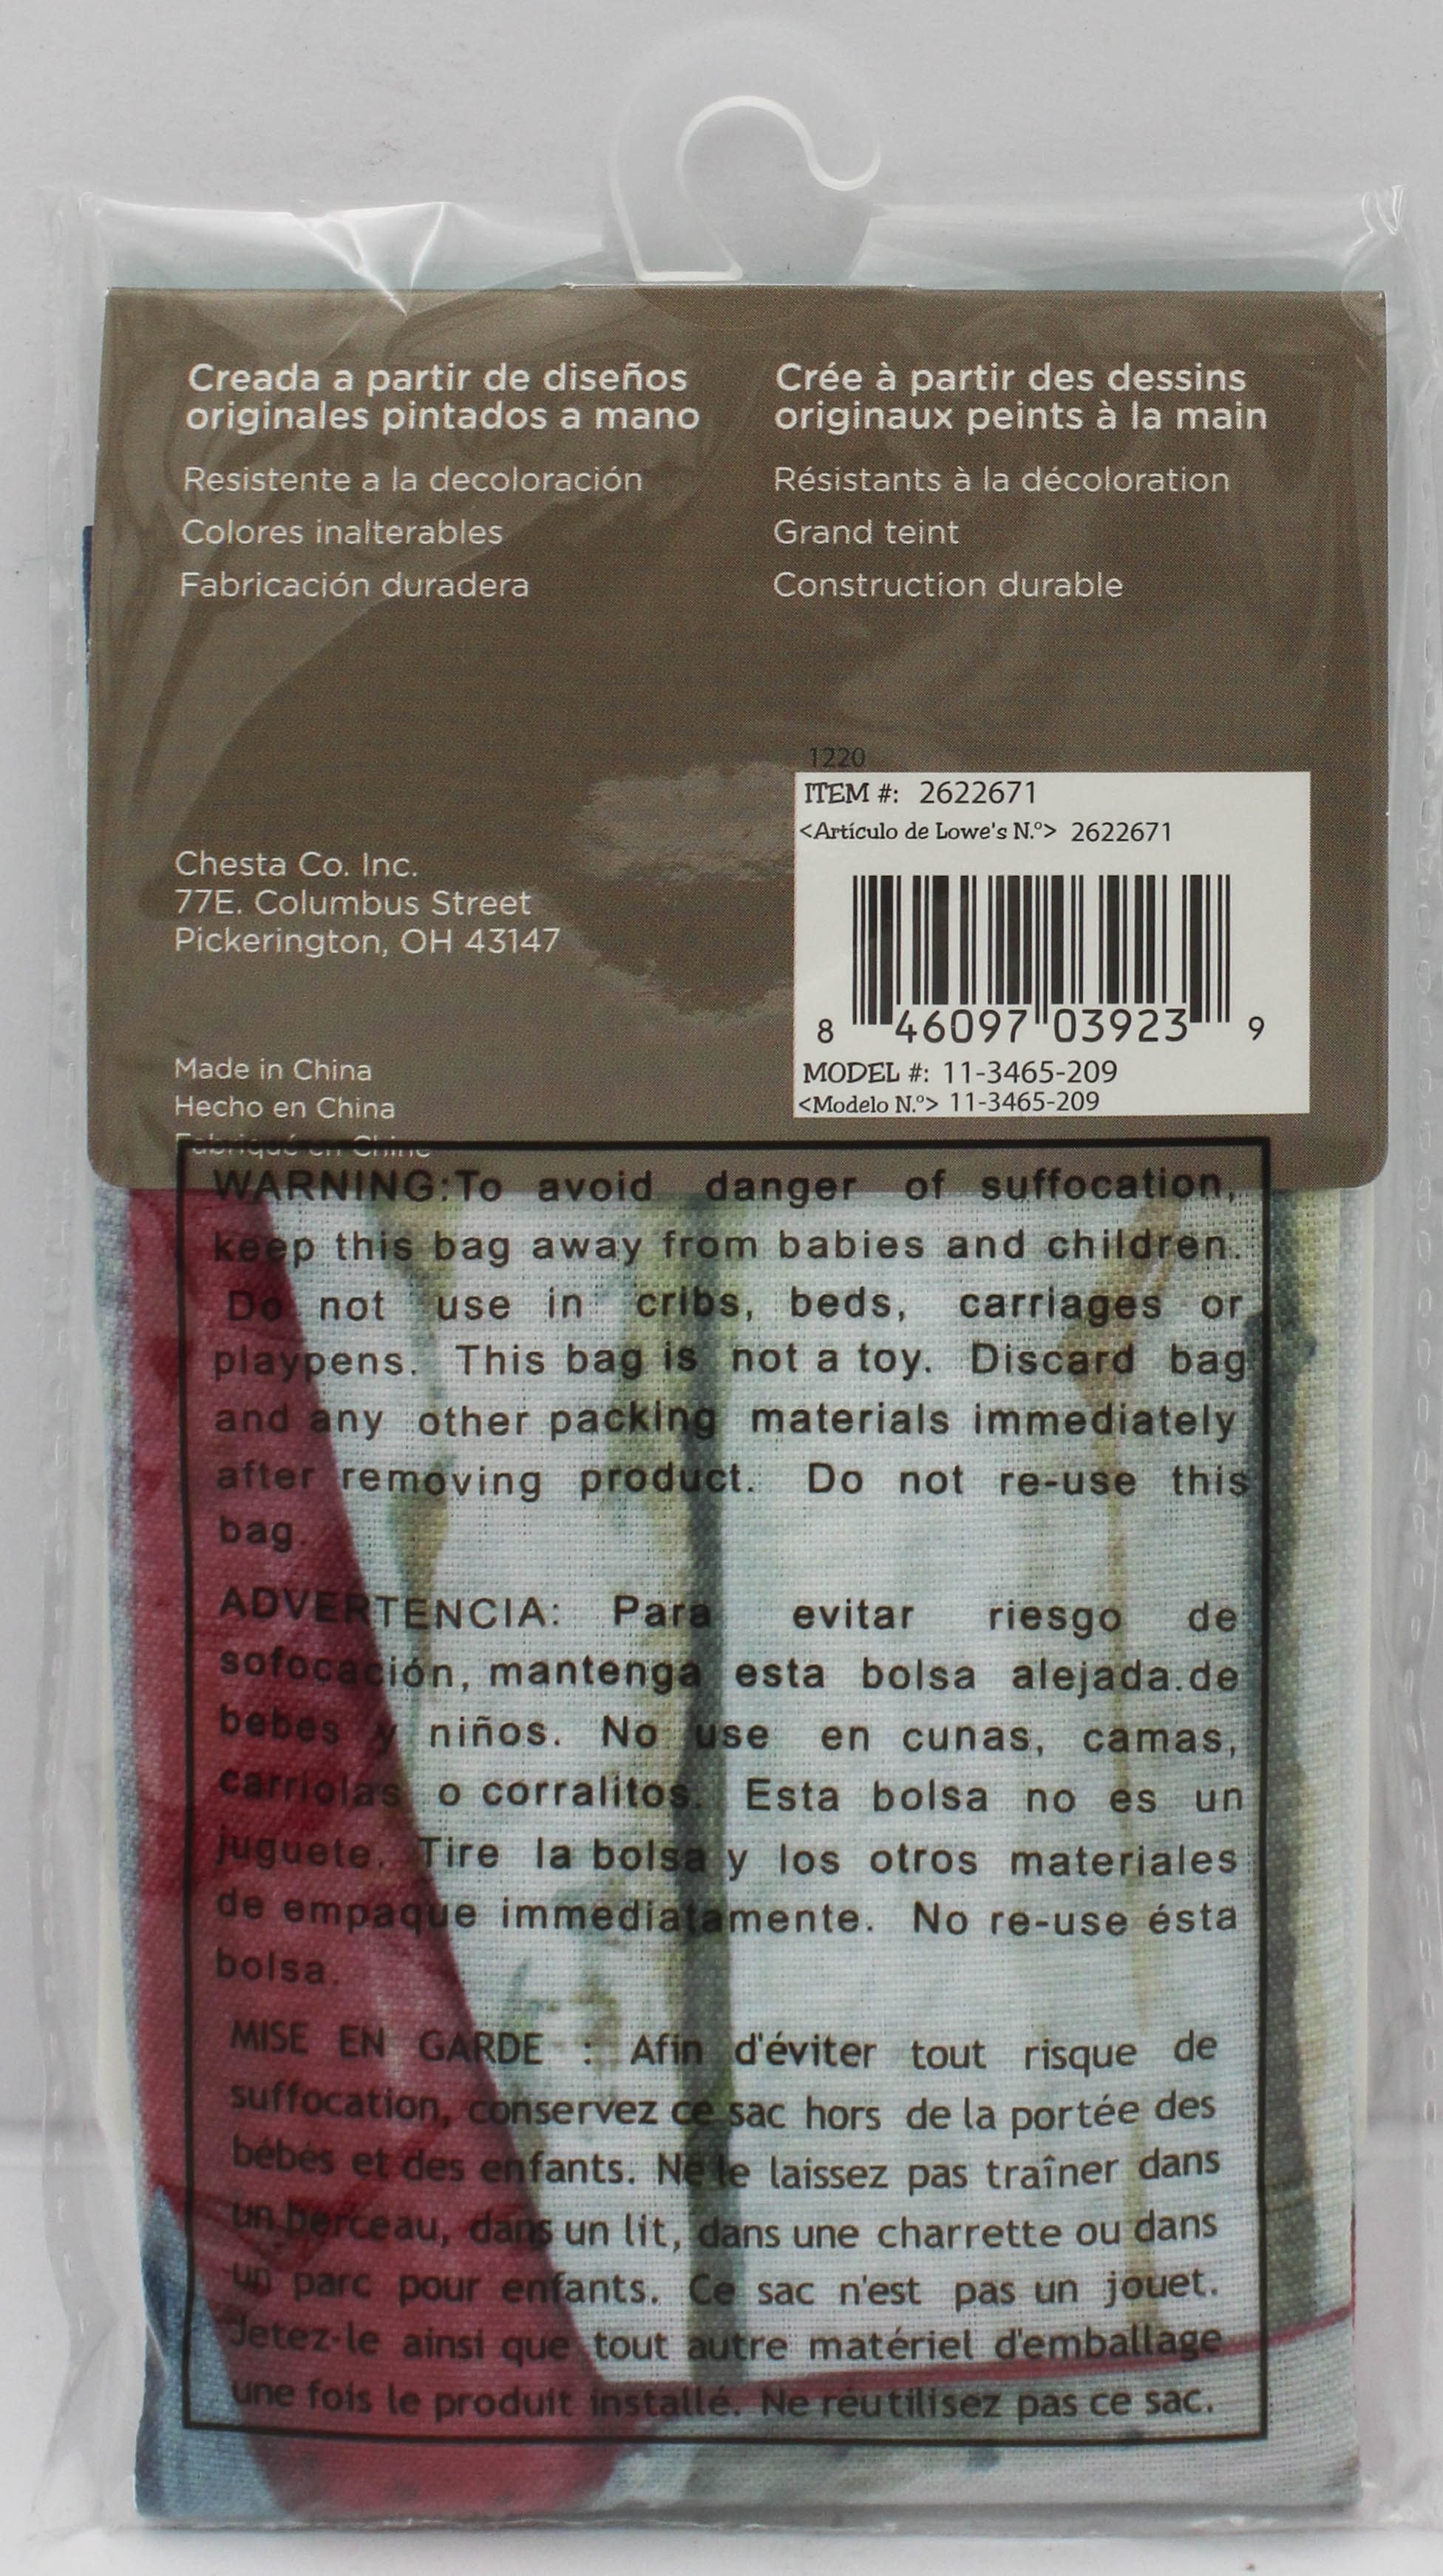 Creada a partir de diseños
originales pintados a mano
Resistente a la decoloración
Colores inalterables
Fabricación duradera
Crée à partir des dessins
originaux peints à la main
Résistants à la décoloration
Grand teint
Construction durable
Chesta Co. Inc.
77E. Columbus Street
Pickerington, OH 43147
Made in China
Hecho en China
Fabriqué en Chine
1220
ITEM #: 2622671
<Artículo de Lowe's N.º> 2622671
8 46097 03923 9
MODEL #: 11-3465-209
<Modelo N.º> 11-3465-209
WARNING:To avoid danger of suffocation,
keep this bag away from babies and children.
Do not use in cribs, beds, carriages or
playpens. This bag is not a toy. Discard bag
and any other packing materials immediately
after removing product. Do not re-use this
bag.
ADVERTENCIA: Para evitar riesgo de
sofocación, mantenga esta bolsa alejada.de
bebes y niños. No use en cunas, camas,
carriolas o corralitos. Esta bolsa no es un
juguete. Tire la bolsa y los otros materiales
de empaque immediatamente. No re-use ésta
bolsa.
MISE EN GARDE : Afin d'éviter tout risque de
suffocation, conservez ce sac hors de la portée des
bébés et des enfants. Ne le laissez pas traîner dans
un berceau, dans un lit, dans une charrette ou dans
un parc pour enfants. Ce sac n'est pas un jouet.
Jetez-le ainsi que tout autre matériel d'emballage
une fois le produit installé. Ne réutilisez pas ce sac.